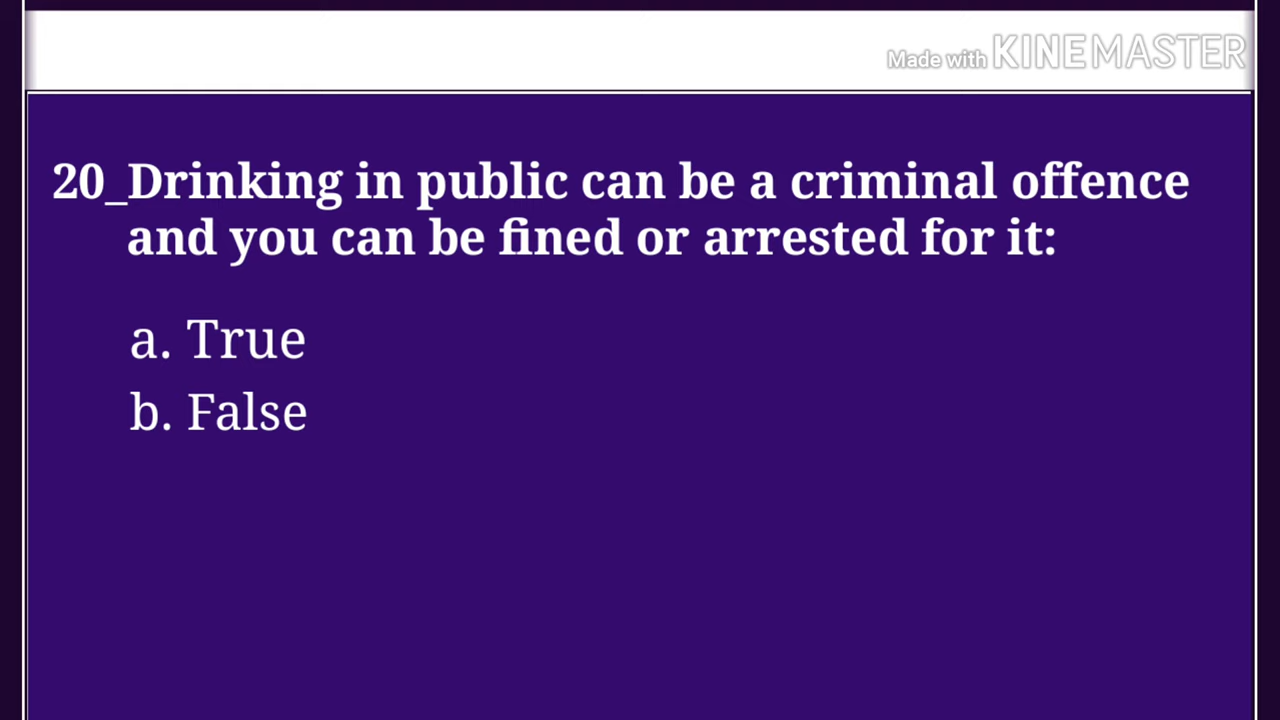 Made with KINEMASTER
20_Drinking in public can be a criminal offence
and you can be fined or arrested for it:
a. True
b. False